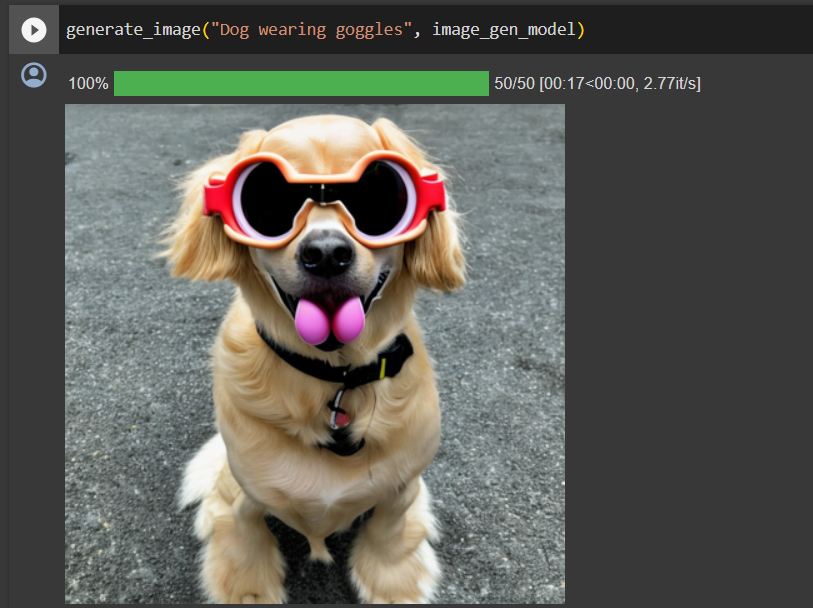 generate_image("Dog wearing goggles", image_gen_model)
100% 50/50 [00:17<00:00, 2.77it/s]